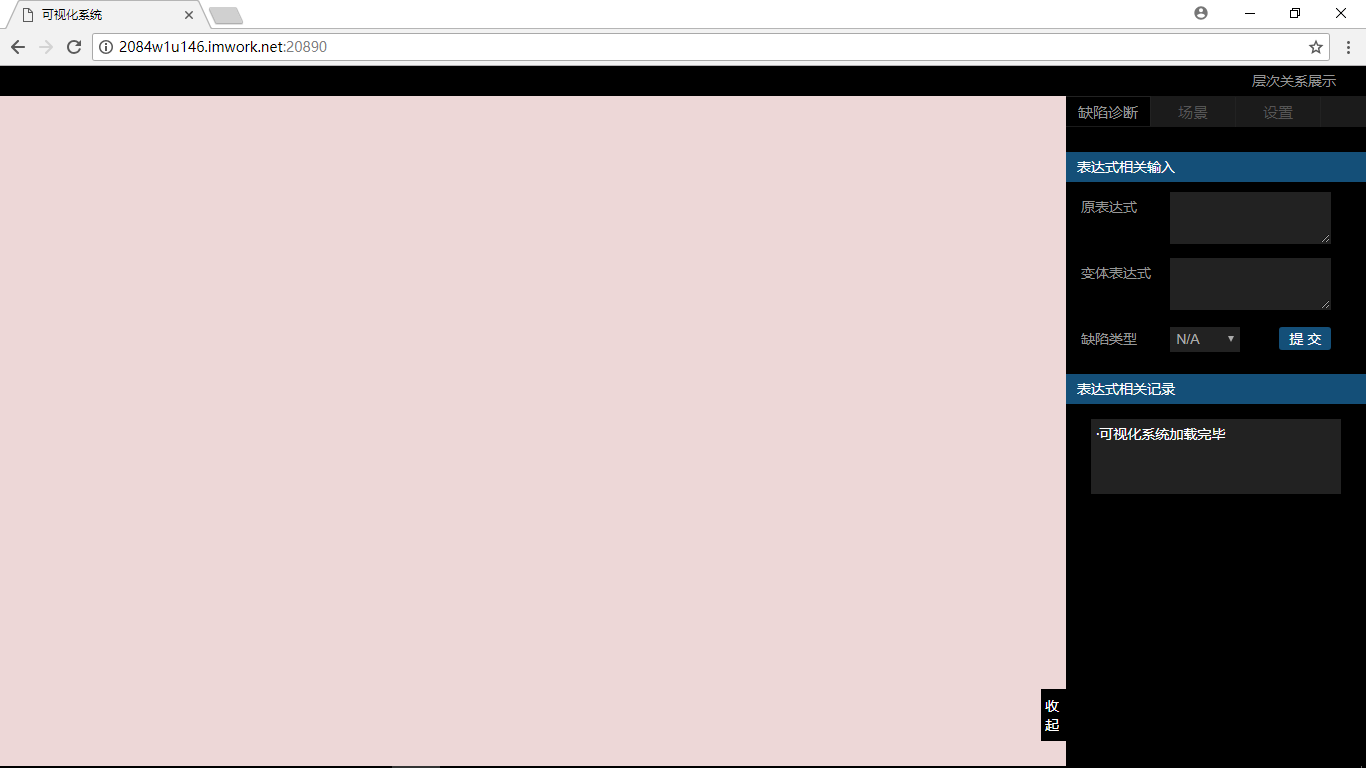 可视化系统
2084w1u146.imwork.net:20890
层次关系展示
缺陷诊断 场景 设置
表达式相关输入
原表达式
变体表达式
缺陷类型 N/A 提 交
表达式相关记录
·可视化系统加载完毕
收
起